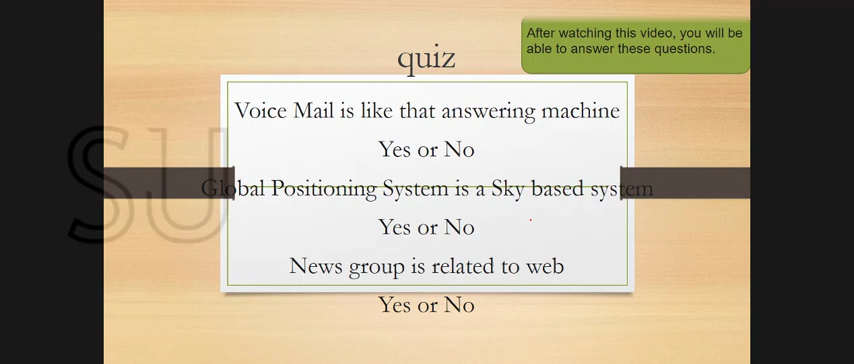 After watching this video, you will be
able to answer these questions.
quiz
Voice Mail is like that answering machine
Yes or No
Global Positioning System is a Sky based system
Yes or No
News group is related to web
Yes or No
SU